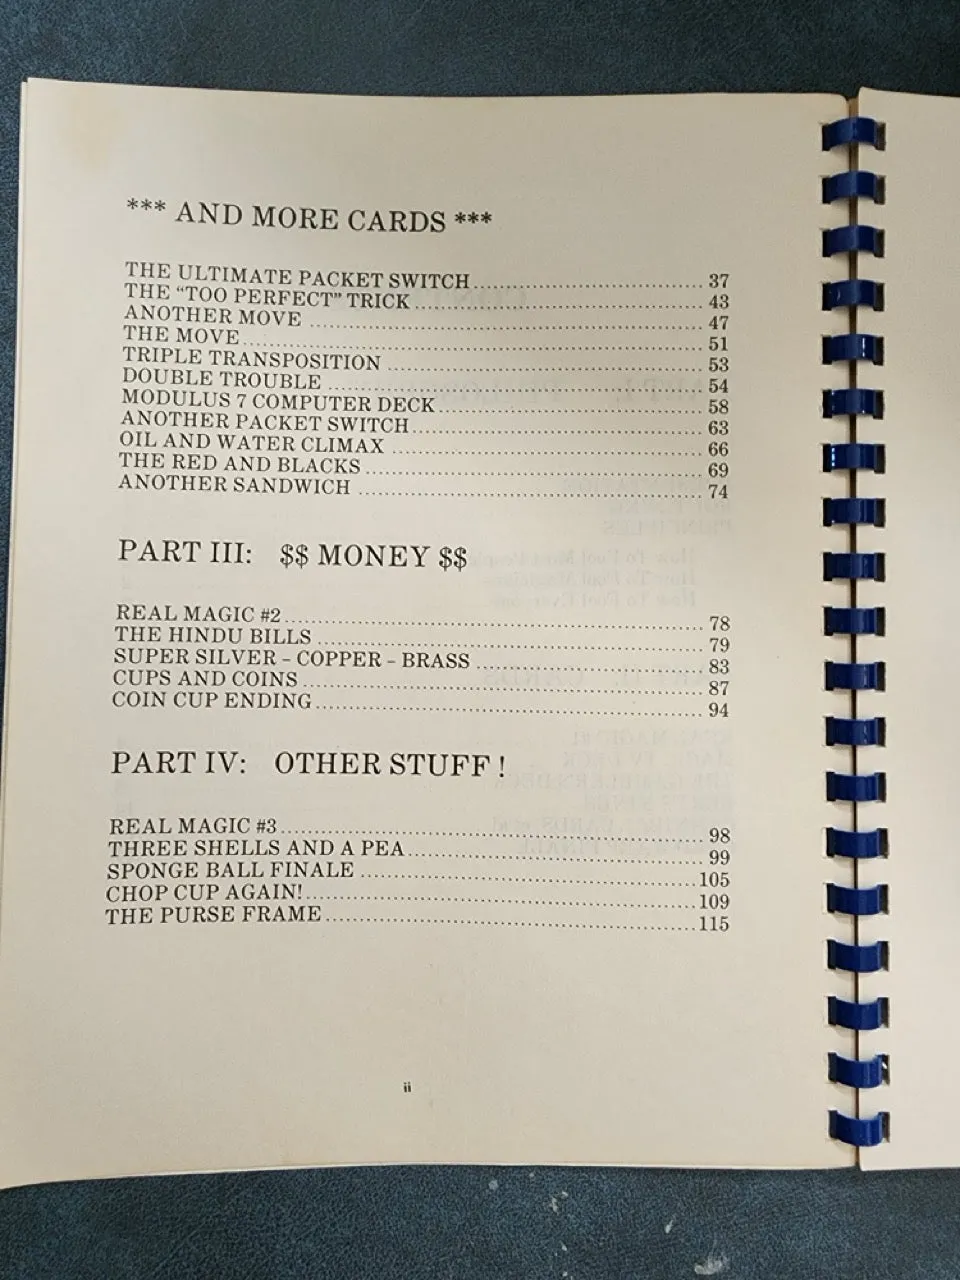 *** AND MORE CARDS ***
THE ULTIMATE PACKET SWITCH 37
THE “TOO PERFECT” TRICK 43
ANOTHER MOVE 47
THE MOVE 51
TRIPLE TRANSPOSITION 53
DOUBLE TROUBLE 54
MODULUS 7 COMPUTER DECK 58
ANOTHER PACKET SWITCH 63
OIL AND WATER CLIMAX 66
THE RED AND BLACKS 69
ANOTHER SANDWICH 74
PART III: $$ MONEY $$
REAL MAGIC #2 78
THE HINDU BILLS 79
SUPER SILVER – COPPER – BRASS 83
CUPS AND COINS 87
COIN CUP ENDING 94
PART IV: OTHER STUFF !
REAL MAGIC #3 98
THREE SHELLS AND A PEA 99
SPONGE BALL FINALE 105
CHOP CUP AGAIN! 109
THE PURSE FRAME 115
ii